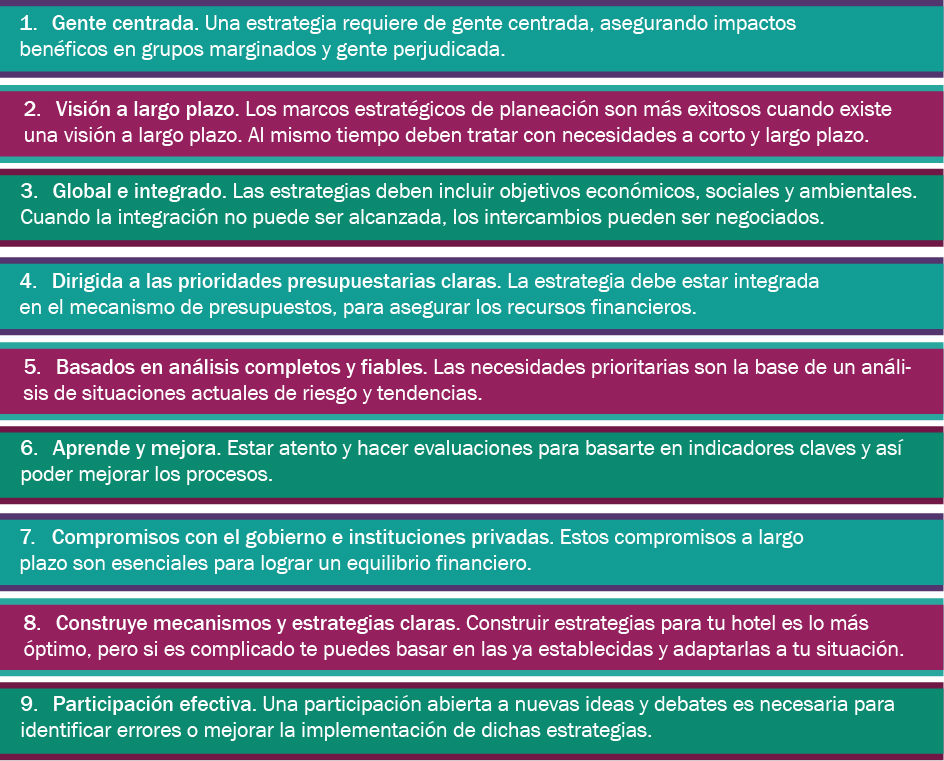 1. Gente centrada. Una estrategia requiere de gente centrada, asegurando impactos
benéficos en grupos marginados y gente perjudicada.
2. Visión a largo plazo. Los marcos estratégicos de planeación son más exitosos cuando existe
una visión a largo plazo. Al mismo tiempo deben tratar con necesidades a corto y largo plazo.
3. Global e integrado. Las estrategias deben incluir objetivos económicos, sociales y ambientales.
Cuando la integración no puede ser alcanzada, los intercambios pueden ser negociados.
4. Dirigida a las prioridades presupuestarias claras. La estrategia debe estar integrada
en el mecanismo de presupuestos, para asegurar los recursos financieros.
5. Basados en análisis completos y fiables. Las necesidades prioritarias son la base de un análi-
sis de situaciones actuales de riesgo y tendencias.
6. Aprende y mejora. Estar atento y hacer evaluaciones para basarte en indicadores claves y así
poder mejorar los procesos.
7. Compromisos con el gobierno e instituciones privadas. Estos compromisos a largo
plazo son esenciales para lograr un equilibrio financiero.
8. Construye mecanismos y estrategias claras. Construir estrategias para tu hotel es lo más
óptimo, pero si es complicado te puedes basar en las ya establecidas y adaptarlas a tu situación.
9. Participación efectiva. Una participación abierta a nuevas ideas y debates es necesaria para
identificar errores o mejorar la implementación de dichas estrategias.